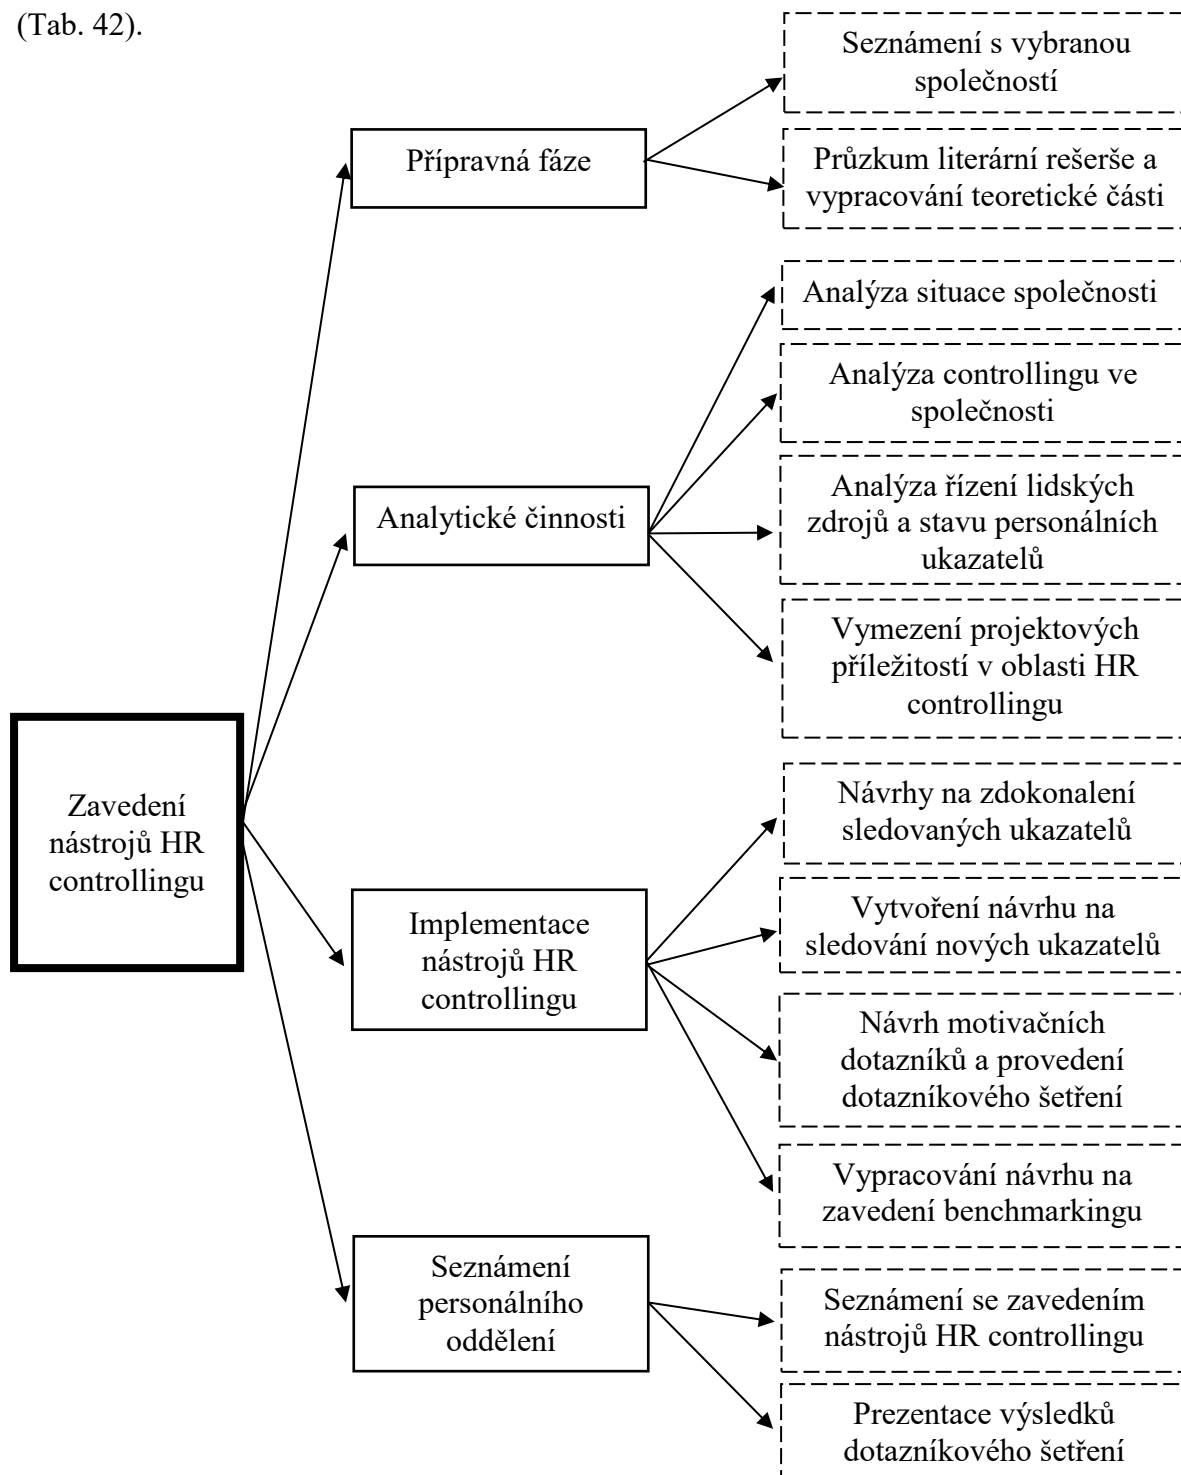 (Tab. 42).
Seznámení s vybranou
společností
Přípravná fáze
Průzkum literární rešerše a
vypracování teoretické části
Analýza situace společnosti
Analýza controllingu ve
společnosti
Analytické činnosti
Analýza řízení lidských
zdrojů a stavu personálních
ukazatelů
Vymezení projektových
příležitostí v oblasti HR
controllingu
Zavedení
nástrojů HR
controllingu
Návrhy na zdokonalení
sledovaných ukazatelů
Implementace
nástrojů HR
controllingu
Vytvoření návrhu na
sledování nových ukazatelů
Návrh motivačních
dotazníků a provedení
dotazníkového šetření
Vypracování návrhu na
zavedení benchmarkingu
Seznámení
personálního
oddělení
Seznámení se zavedením
nástrojů HR controllingu
Prezentace výsledků
dotazníkového šetření